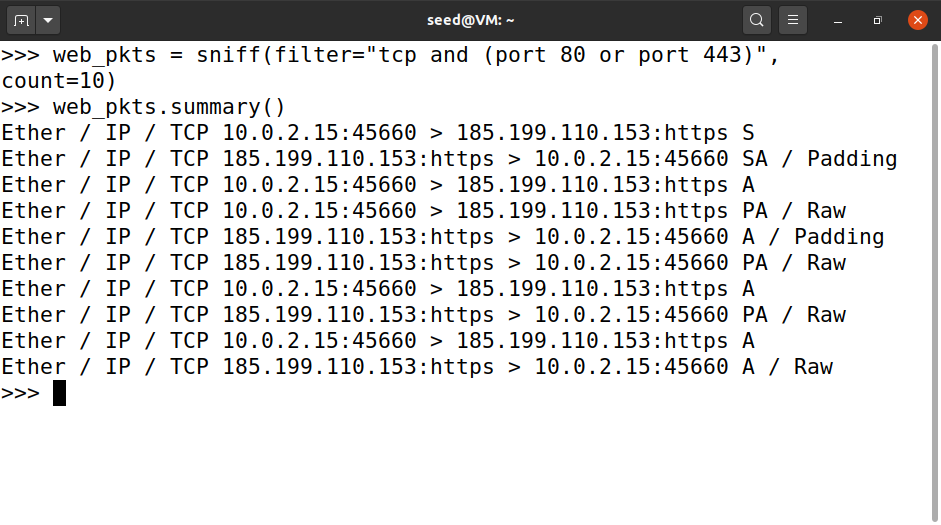 seed@VM: ~
>>> web_pkts = sniff(filter="tcp and (port 80 or port 443)",
count=10)
>>> web_pkts.summary()
Ether / IP / TCP 10.0.2.15:45660 > 185.199.110.153:https S
Ether / IP / TCP 185.199.110.153:https > 10.0.2.15:45660 SA / Padding
Ether / IP / TCP 10.0.2.15:45660 > 185.199.110.153:https A
Ether / IP / TCP 10.0.2.15:45660 > 185.199.110.153:https PA / Raw
Ether / IP / TCP 185.199.110.153:https > 10.0.2.15:45660 A / Padding
Ether / IP / TCP 185.199.110.153:https > 10.0.2.15:45660 PA / Raw
Ether / IP / TCP 10.0.2.15:45660 > 185.199.110.153:https A
Ether / IP / TCP 185.199.110.153:https > 10.0.2.15:45660 PA / Raw
Ether / IP / TCP 10.0.2.15:45660 > 185.199.110.153:https A
Ether / IP / TCP 185.199.110.153:https > 10.0.2.15:45660 A / Raw
>>>